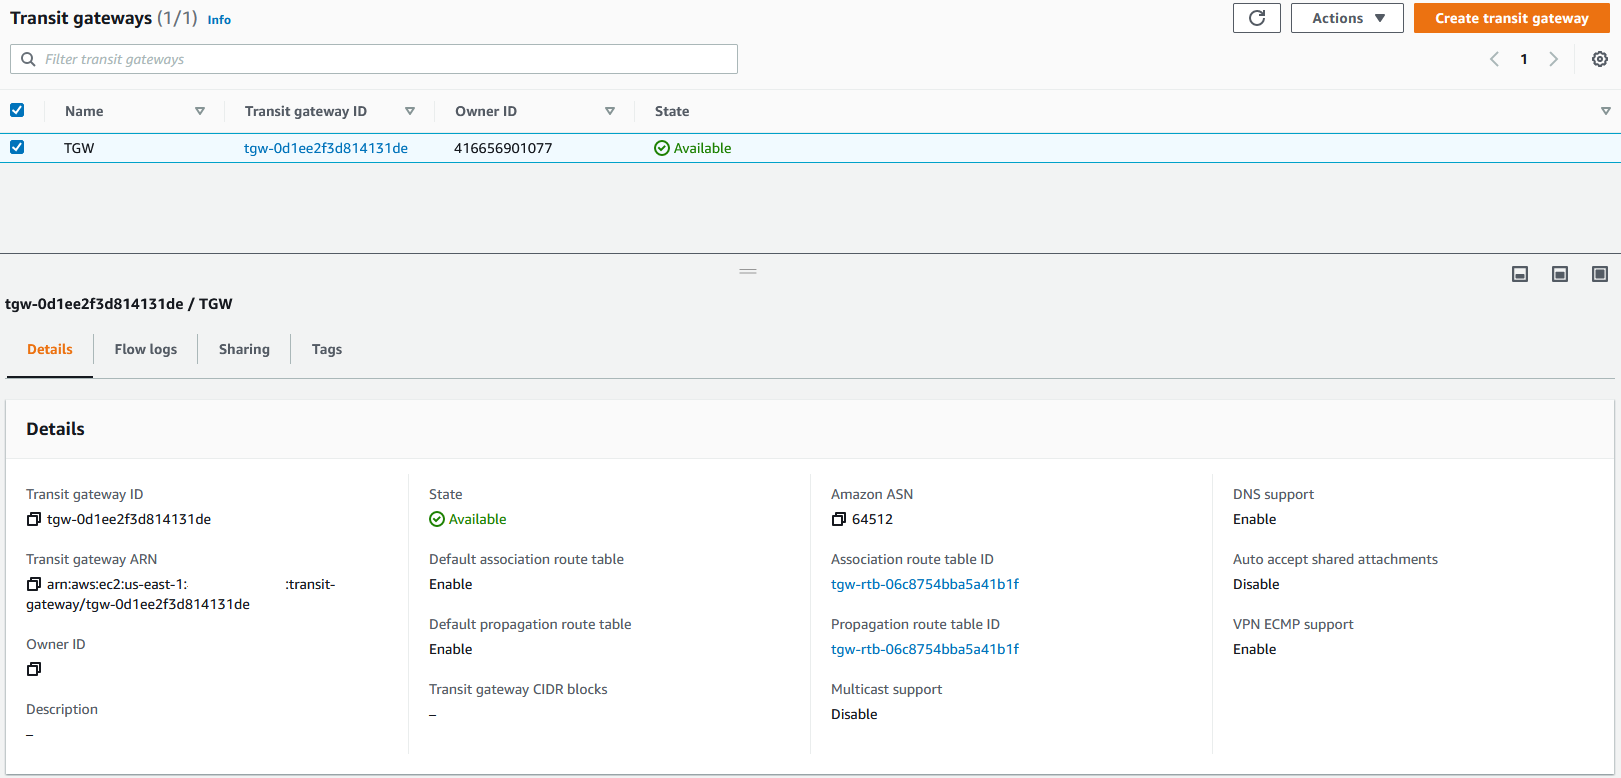 Transit gateways (1/1) Info
Actions
Create transit gateway
Filter transit gateways
1
Name Transit gateway ID Owner ID State
TGW tgw-0d1ee2f3d814131de 416656901077 Available
tgw-0d1ee2f3d814131de / TGW
Details Flow logs Sharing Tags
Details
Transit gateway ID
tgw-0d1ee2f3d814131de
Transit gateway ARN
arn:aws:ec2:us-east-1: :transit-
gateway/tgw-0d1ee2f3d814131de
Owner ID
Description
–
State
Available
Default association route table
Enable
Default propagation route table
Enable
Transit gateway CIDR blocks
–
Amazon ASN
64512
Association route table ID
tgw-rtb-06c8754bba5a41b1f
Propagation route table ID
tgw-rtb-06c8754bba5a41b1f
Multicast support
Disable
DNS support
Enable
Auto accept shared attachments
Disable
VPN ECMP support
Enable